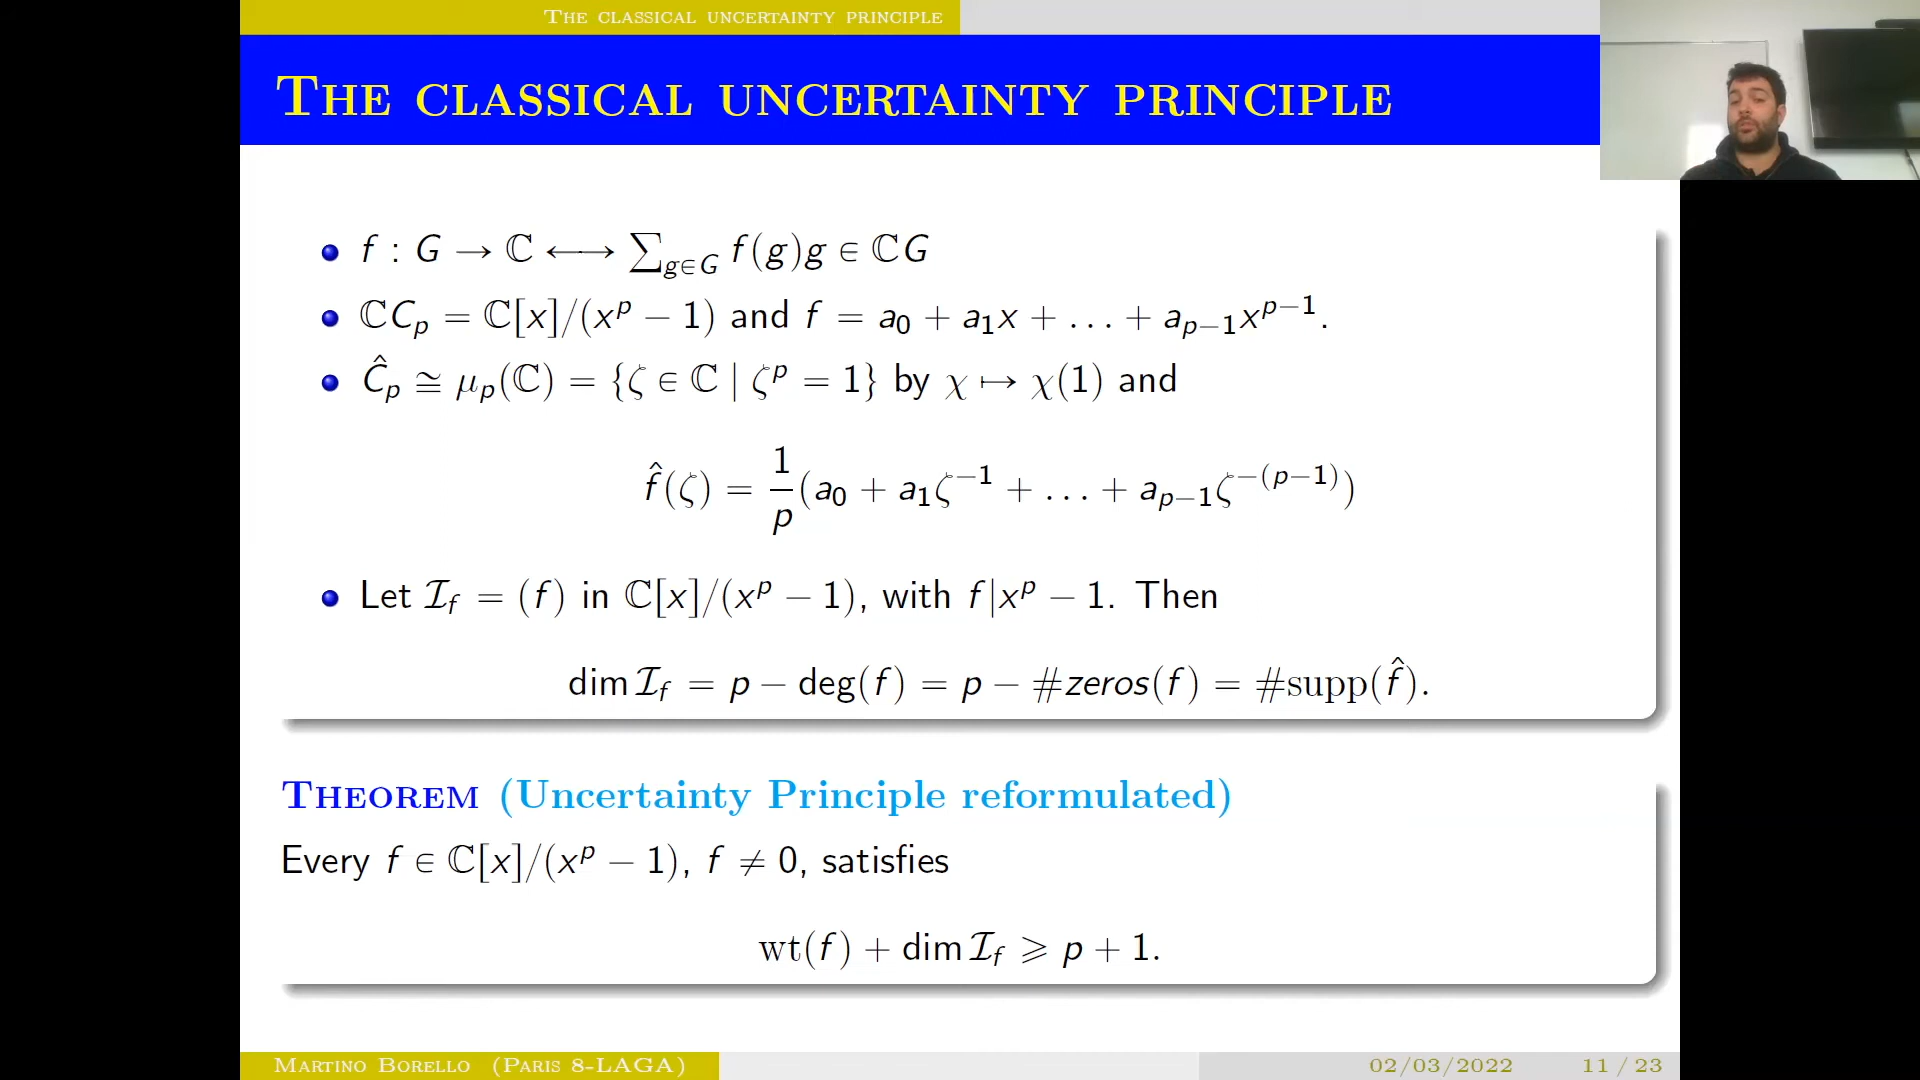 The classical uncertainty principle
The classical uncertainty principle
• f : G → ℂ ⟷ ∑_{g∈G} f(g)g ∈ ℂG
• ℂC_p = ℂ[x]/(x^p − 1) and f = a_0 + a_1x + . . . + a_{p−1}x^{p−1}.
• Ĉ_p ≅ μ_p(ℂ) = {ζ ∈ ℂ | ζ^p = 1} by χ ↦ χ(1) and
f̂(ζ) = \frac{1}{p}(a_0 + a_1ζ^{−1} + . . . + a_{p−1}ζ^{−(p−1)})
• Let ℐ_f = (f) in ℂ[x]/(x^p − 1), with f|x^p − 1. Then
dim ℐ_f = p − deg(f) = p − #zeros(f) = #supp(f̂).
Theorem (Uncertainty Principle reformulated)
Every f ∈ ℂ[x]/(x^p − 1), f ≠ 0, satisfies
wt(f) + dim ℐ_f ⩾ p + 1.
Martino Borello (Paris 8-LAGA) 02/03/2022 11 / 23